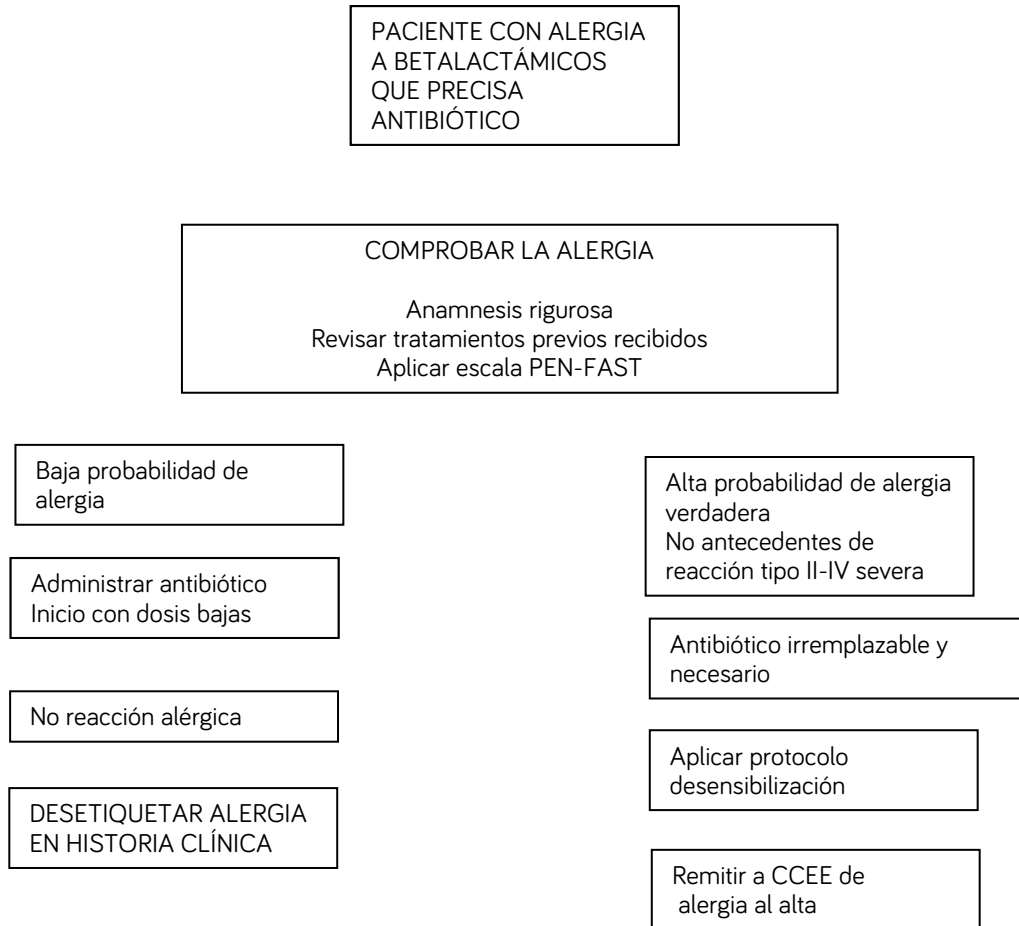 PACIENTE CON ALERGIA
A BETALACTÁMICOS
QUE PRECISA
ANTIBIÓTICO
COMPROBAR LA ALERGIA
Anamnesis rigurosa
Revisar tratamientos previos recibidos
Aplicar escala PEN-FAST
Baja probabilidad de
alergia
Administrar antibiótico
Inicio con dosis bajas
No reacción alérgica
DESETIQUETAR ALERGIA
EN HISTORIA CLÍNICA
Alta probabilidad de alergia
verdadera
No antecedentes de
reacción tipo II-IV severa
Antibiótico irremplazable y
necesario
Aplicar protocolo
desensibilización
Remitir a CCEE de
alergia al alta